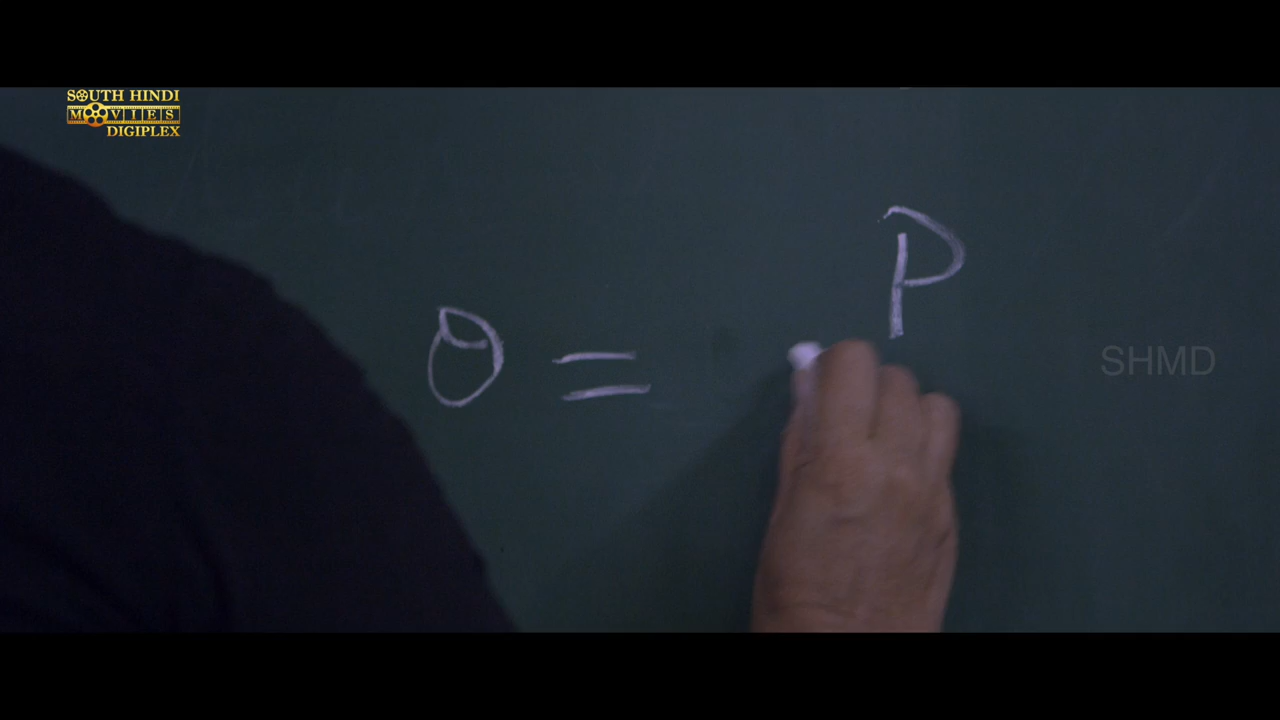 SOUTH HINDI
MOVIES
DIGIPLEX
P
O =
SHMD